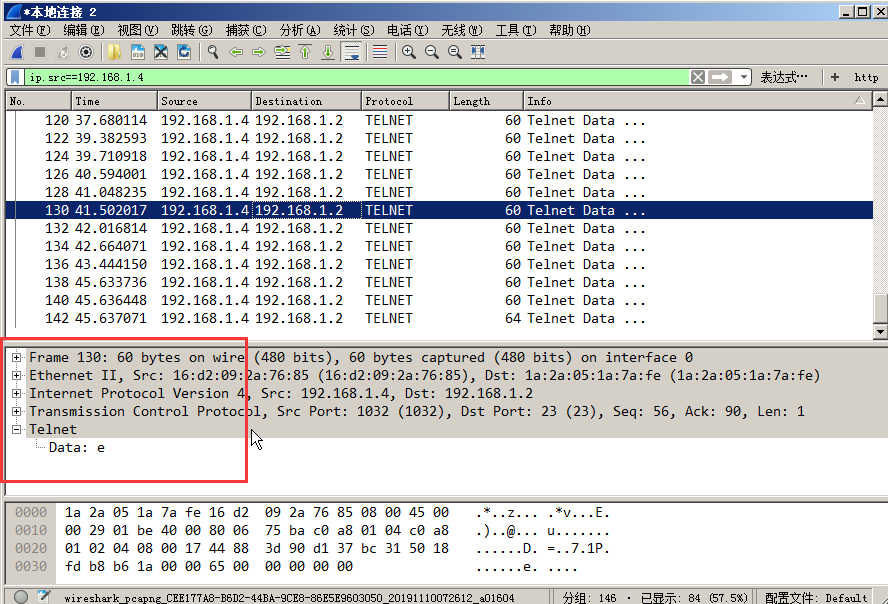 *本地连接 2
文件(F) 编辑(E) 视图(V) 跳转(G) 捕获(C) 分析(A) 统计(S) 电话(Y) 无线(W) 工具(T) 帮助(H)
ip.src==192.168.1.4 表达式… + http
No. Time Source Destination Protocol Length Info
120 37.680114 192.168.1.4 192.168.1.2 TELNET 60 Telnet Data ...
122 39.382593 192.168.1.4 192.168.1.2 TELNET 60 Telnet Data ...
124 39.710918 192.168.1.4 192.168.1.2 TELNET 60 Telnet Data ...
126 40.594001 192.168.1.4 192.168.1.2 TELNET 60 Telnet Data ...
128 41.048235 192.168.1.4 192.168.1.2 TELNET 60 Telnet Data ...
130 41.502017 192.168.1.4 192.168.1.2 TELNET 60 Telnet Data ...
132 42.016814 192.168.1.4 192.168.1.2 TELNET 60 Telnet Data ...
134 42.664071 192.168.1.4 192.168.1.2 TELNET 60 Telnet Data ...
136 43.444150 192.168.1.4 192.168.1.2 TELNET 60 Telnet Data ...
138 45.633736 192.168.1.4 192.168.1.2 TELNET 60 Telnet Data ...
140 45.636448 192.168.1.4 192.168.1.2 TELNET 60 Telnet Data ...
142 45.637071 192.168.1.4 192.168.1.2 TELNET 64 Telnet Data ...
Frame 130: 60 bytes on wire (480 bits), 60 bytes captured (480 bits) on interface 0
Ethernet II, Src: 16:d2:09:2a:76:85 (16:d2:09:2a:76:85), Dst: 1a:2a:05:1a:7a:fe (1a:2a:05:1a:7a:fe)
Internet Protocol Version 4, Src: 192.168.1.4, Dst: 192.168.1.2
Transmission Control Protocol, Src Port: 1032 (1032), Dst Port: 23 (23), Seq: 56, Ack: 90, Len: 1
Telnet
Data: e
0000 1a 2a 05 1a 7a fe 16 d2 09 2a 76 85 08 00 45 00 .*..z... .*v...E.
0010 00 29 01 be 40 00 80 06 75 ba c0 a8 01 04 c0 a8 .)..@... u.......
0020 01 02 04 08 00 17 44 88 3d 90 d1 37 bc 31 50 18 ......D. =..7.1P.
0030 fd b8 b6 1a 00 00 65 00 00 00 00 00 ......e. ....
wireshark_pcapng_CEE177A8-B6D2-44BA-9CE8-86E5E9603050_20191110072612_a01604 分组: 146 · 已显示: 84 (57.5%) 配置文件: Default